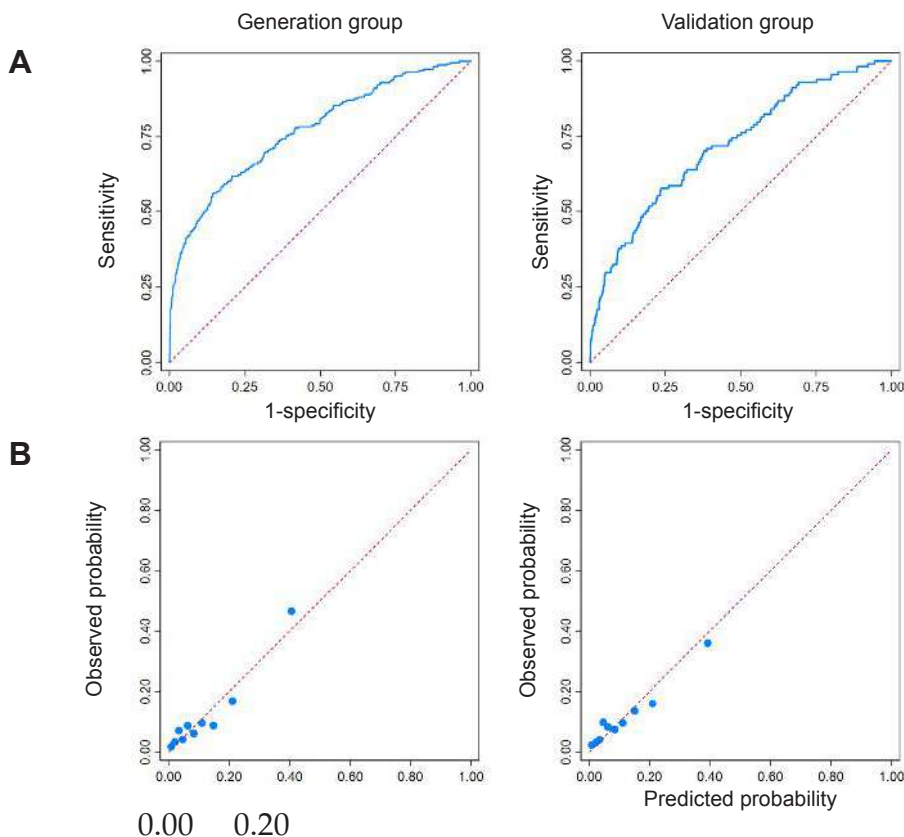 Generation group Validation group
A
Sensitivity
0.00 0.25 0.50 0.75 1.00
0.00 0.25 0.50 0.75 1.00
1-specificity
Sensitivity
0.00 0.25 0.50 0.75 1.00
0.00 0.25 0.50 0.75 1.00
1-specificity
B
Observed probability
0.00 0.20 0.40 0.60 0.80 1.00
0.00 0.20 0.40 0.60 0.80 1.00
0.00 0.20
Observed probability
0.00 0.20 0.40 0.60 0.80 1.00
0.00 0.20 0.40 0.60 0.80 1.00
Predicted probability